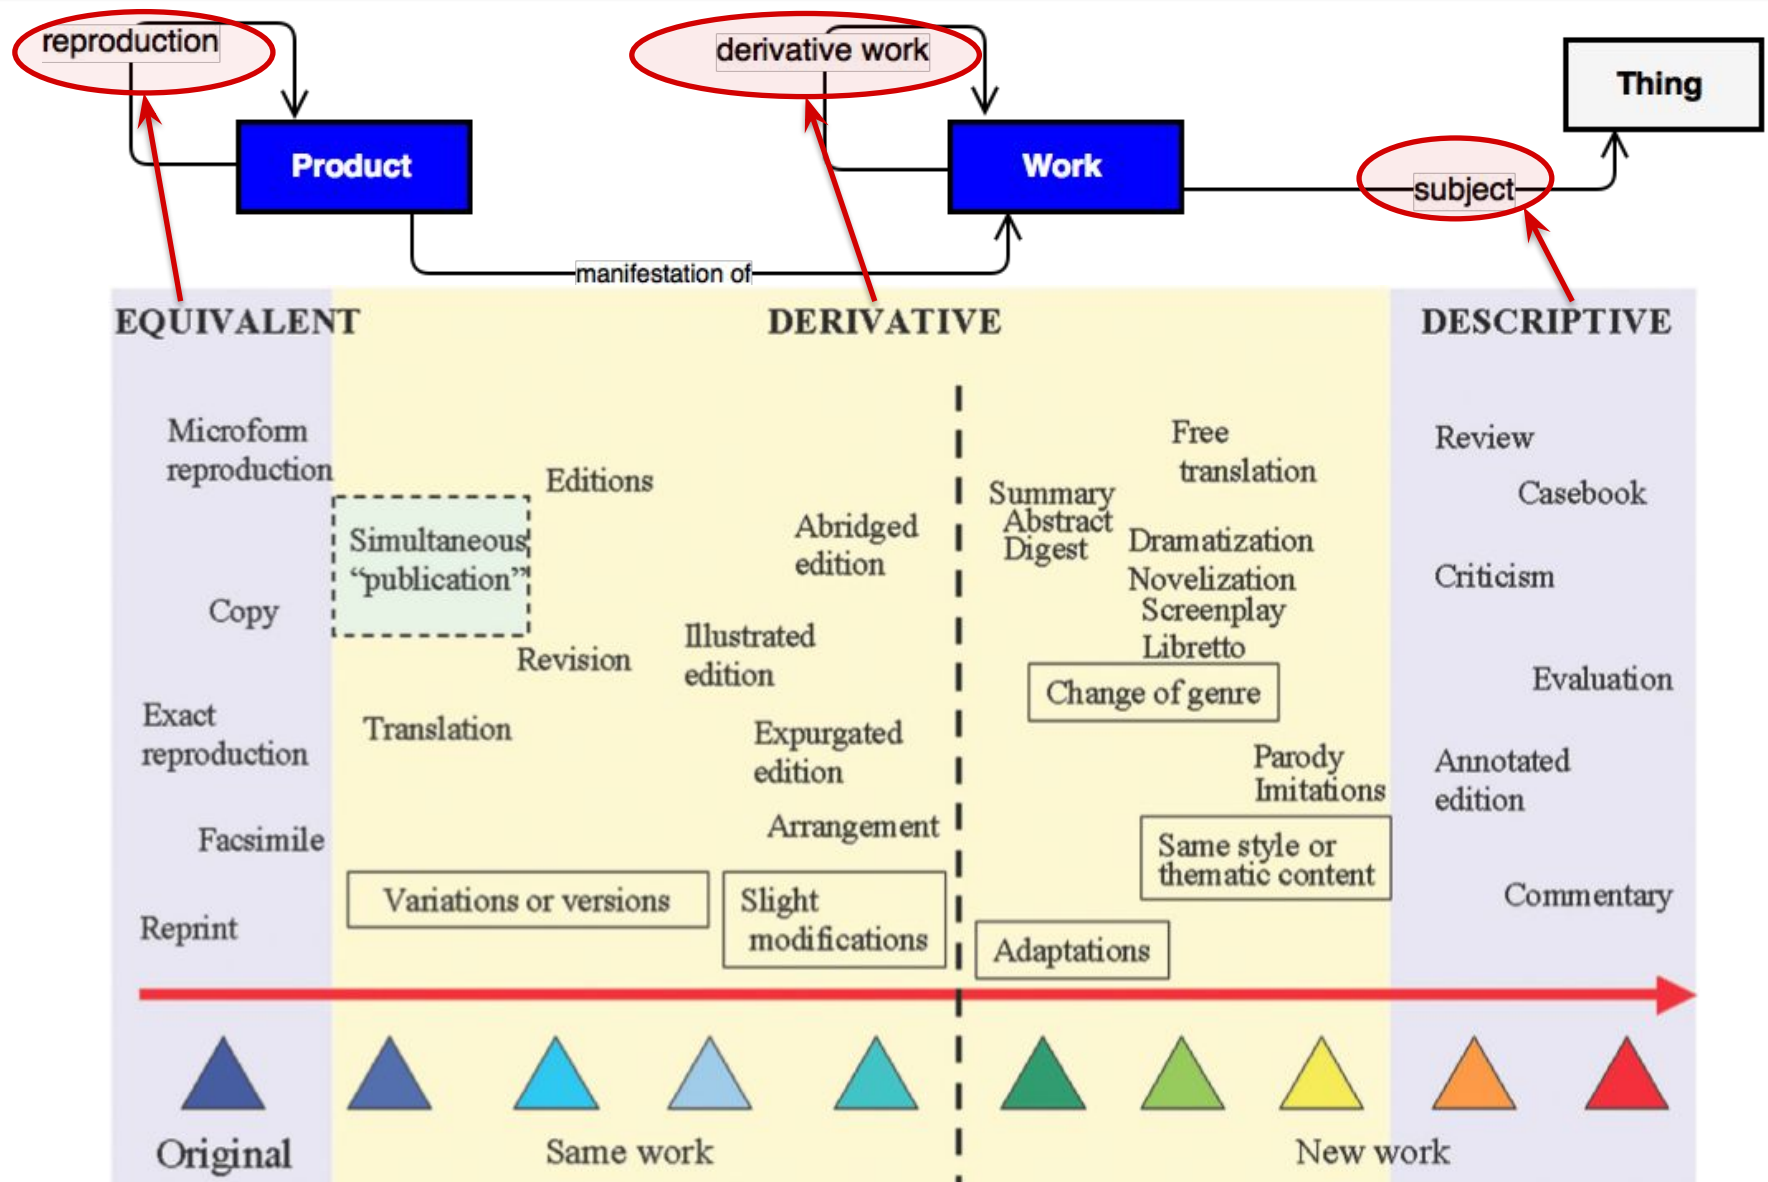 reproduction
derivative work
Thing
Product
Work
subject
manifestation of
EQUIVALENT
DERIVATIVE
DESCRIPTIVE
Microform
reproduction
Copy
Exact
reproduction
Facsimile
Reprint
Simultaneous
“publication”
Editions
Revision
Translation
Abridged
edition
Illustrated
edition
Expurgated
edition
Arrangement
Variations or versions
Slight
modifications
Free
translation
Summary
Abstract
Digest
Dramatization
Novelization
Screenplay
Libretto
Change of genre
Parody
Imitations
Same style or
thematic content
Adaptations
Review
Casebook
Criticism
Evaluation
Annotated
edition
Commentary
Original
Same work
New work